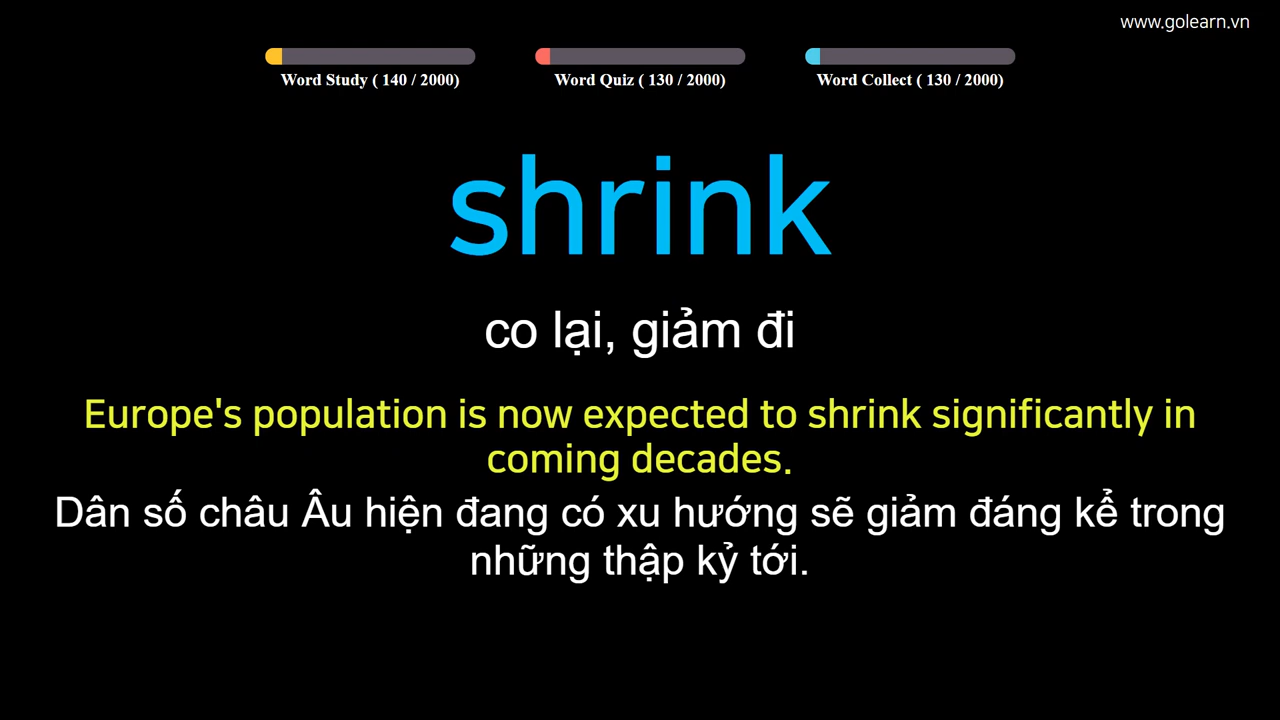 www.golearn.vn
Word Study ( 140 / 2000)
Word Quiz ( 130 / 2000)
Word Collect ( 130 / 2000)
shrink
co lại, giảm đi
Europe's population is now expected to shrink significantly in
coming decades.
Dân số châu Âu hiện đang có xu hướng sẽ giảm đáng kể trong
những thập kỷ tới.